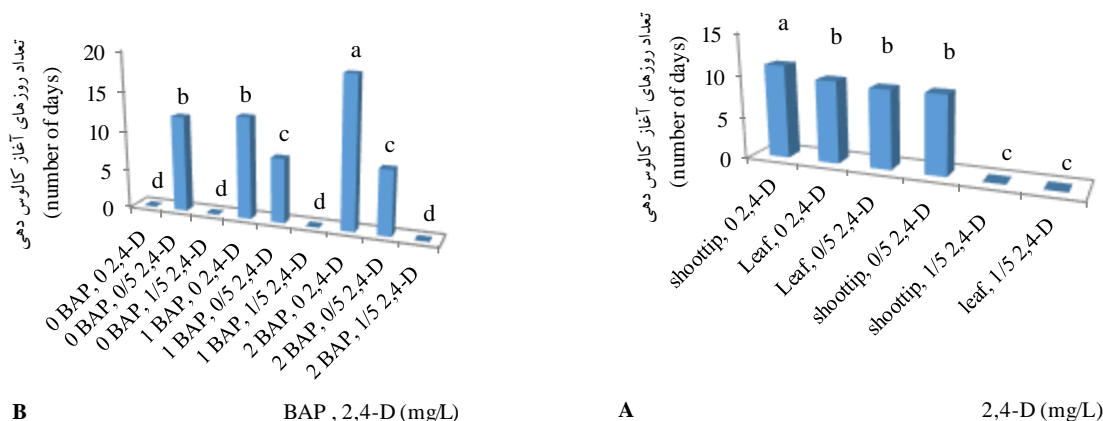 تعداد روزهای آغاز کالوس دهی
(number of days)
20
15
10
5
0
d
b
d
b
c
d
a
c
d
0 BAP, 0 2,4-D
0 BAP, 0/5 2,4-D
0 BAP, 1/5 2,4-D
1 BAP, 0 2,4-D
1 BAP, 0/5 2,4-D
1 BAP, 1/5 2,4-D
2 BAP, 0 2,4-D
2 BAP, 0/5 2,4-D
2 BAP, 1/5 2,4-D
B
BAP , 2,4-D (mg/L)
تعداد روزهای آغاز کالوس دهی
(number of days)
15
10
5
0
a
b
b
b
c
c
shoottip, 0 2,4-D
Leaf, 0 2,4-D
Leaf, 0/5 2,4-D
shoottip, 0/5 2,4-D
shoottip, 1/5 2,4-D
leaf, 1/5 2,4-D
A
2,4-D (mg/L)